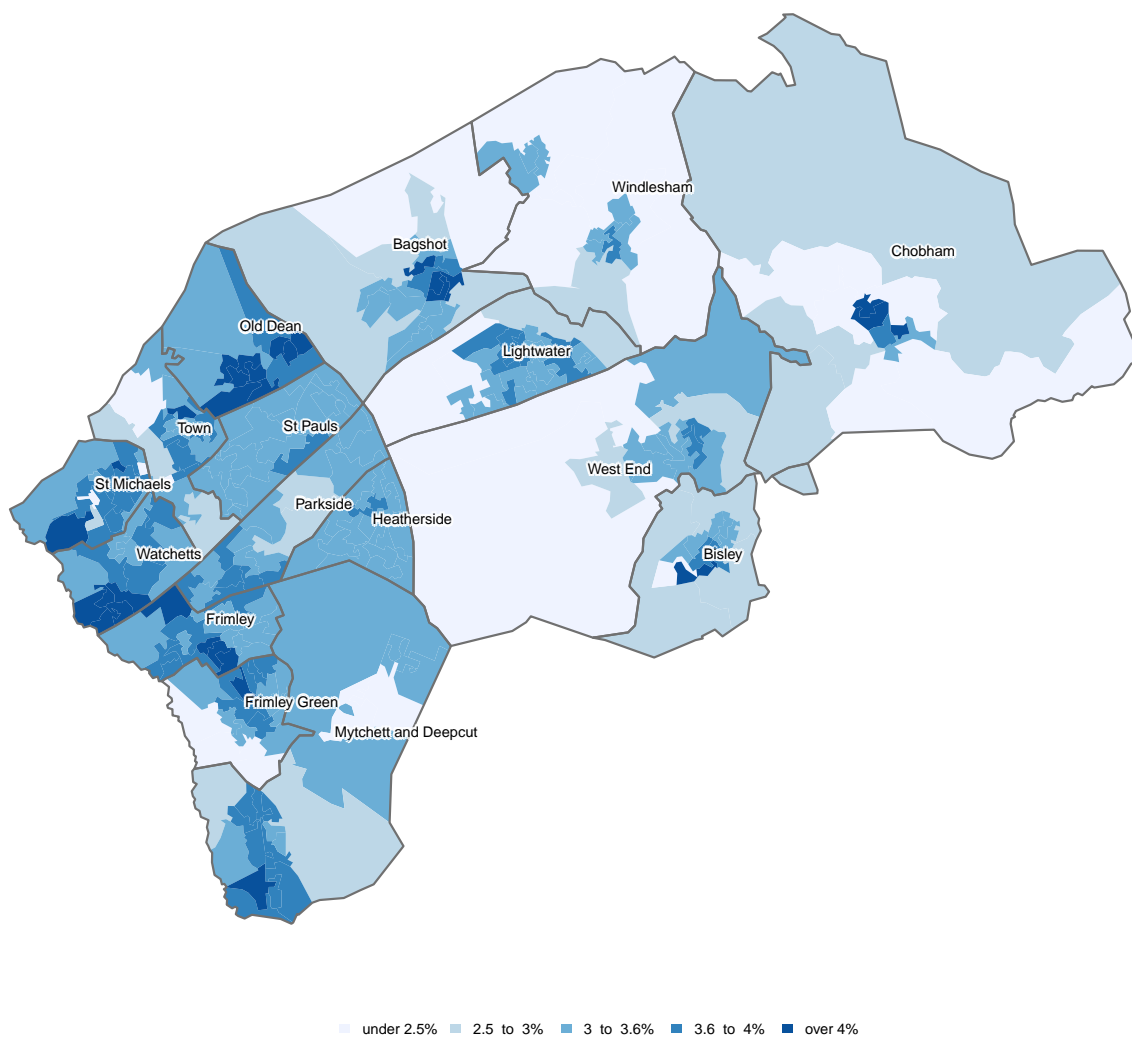 Windlesham
Bagshot
Chobham
Old Dean
Lightwater
Town
St Pauls
West End
St Michaels
Parkside
Heatherside
Watchetts
Bisley
Frimley
Frimley Green
Mytchett and Deepcut
under 2.5% 2.5 to 3% 3 to 3.6% 3.6 to 4% over 4%